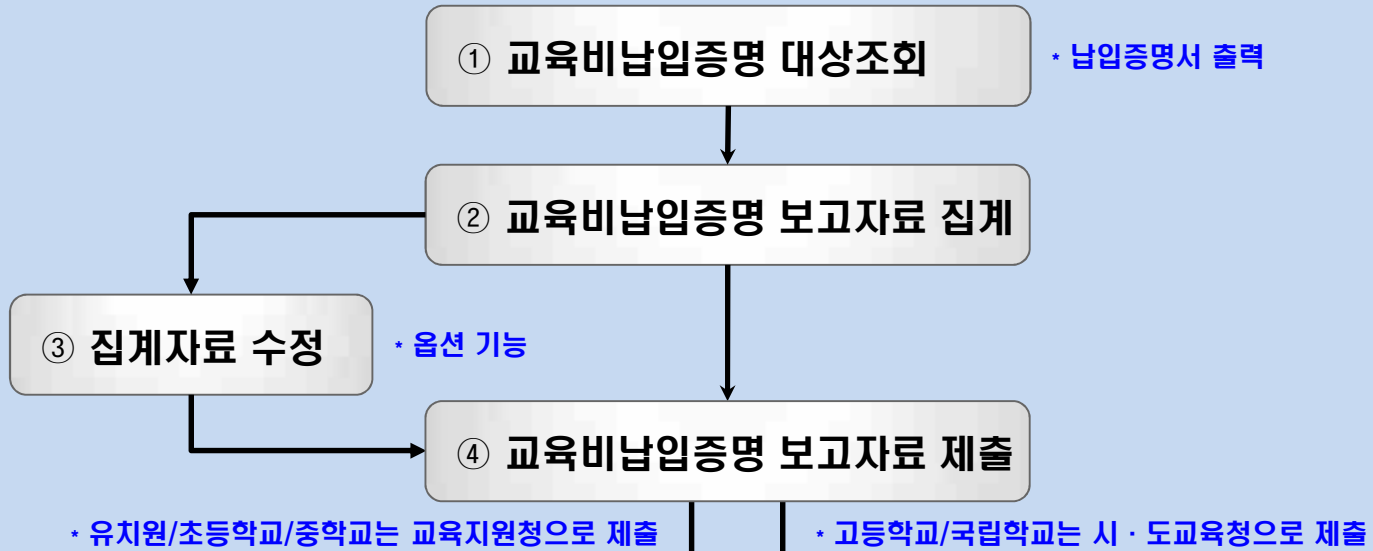 ① 교육비납입증명 대상조회
* 납입증명서 출력
② 교육비납입증명 보고자료 집계
③ 집계자료 수정
* 옵션 기능
④ 교육비납입증명 보고자료 제출
* 유치원/초등학교/중학교는 교육지원청으로 제출
* 고등학교/국립학교는 시 · 도교육청으로 제출